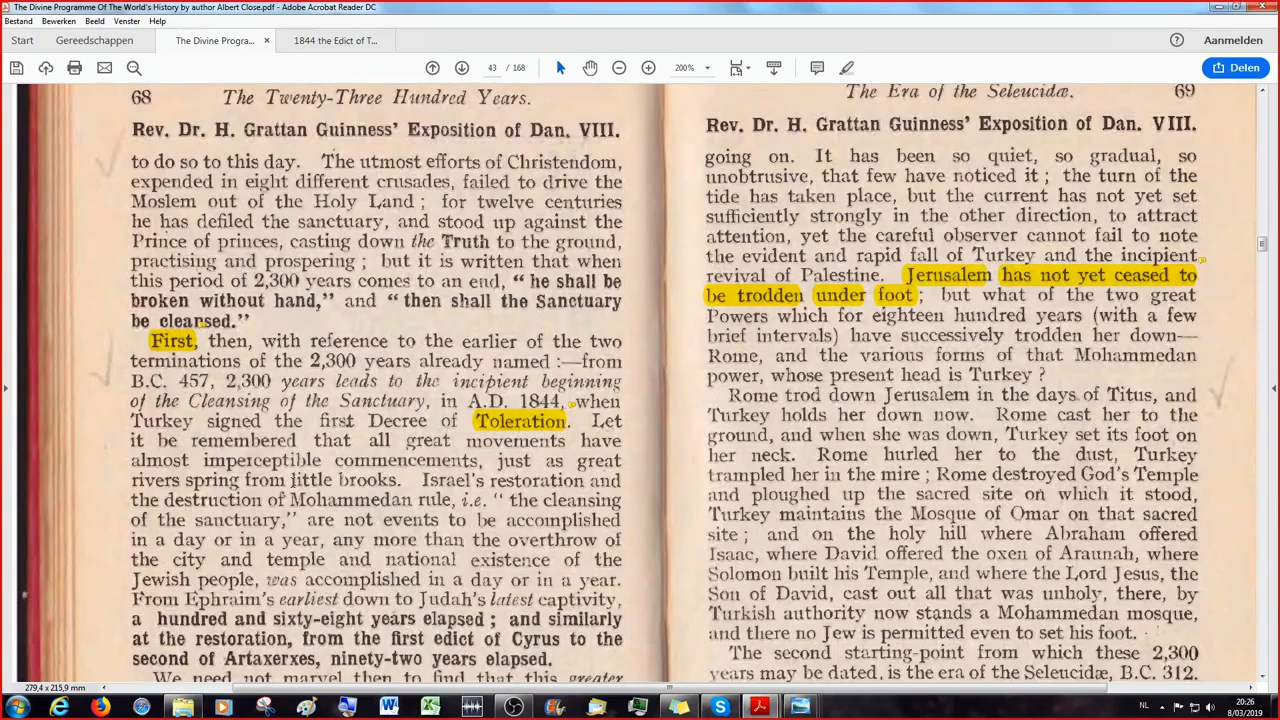 The Divine Programme Of The World's History by author Albert Close.pdf - Adobe Acrobat Reader DC
Bestand Bewerken Beeld Venster Help
Start Gereedschappen The Divine Progra... × 1844 the Edict of T... Aanmelden
43 / 168 200% Delen
68 The Twenty-Three Hundred Years.
Rev. Dr. H. Grattan Guinness' Exposition of Dan. VIII.
to do so to this day. The utmost efforts of Christendom,
expended in eight different crusades, failed to drive the
Moslem out of the Holy Land ; for twelve centuries
he has defiled the sanctuary, and stood up against the
Prince of princes, casting down the Truth to the ground,
practising and prospering ; but it is written that when
this period of 2,300 years comes to an end, "he shall be
broken without hand," and "then shall the Sanctuary
be cleansed."
First, then, with reference to the earlier of the two
terminations of the 2,300 years already named :—from
B.C. 457, 2,300 years leads to the incipient beginning
of the Cleansing of the Sanctuary, in A.D. 1844, when
Turkey signed the first Decree of Toleration. Let
it be remembered that all great movements have
almost imperceptible commencements, just as great
rivers spring from little brooks. Israel's restoration and
the destruction of Mohammedan rule, i.e. "the cleansing
of the sanctuary," are not events to be accomplished
in a day or in a year, any more than the overthrow of
the city and temple and national existence of the
Jewish people, was accomplished in a day or in a year.
From Ephraim's earliest down to Judah's latest captivity,
a hundred and sixty-eight years elapsed ; and similarly
at the restoration, from the first edict of Cyrus to the
second of Artaxerxes, ninety-two years elapsed.
We need not marvel then to find that this greater
The Era of the Seleucidæ. 69
Rev. Dr. H. Grattan Guinness' Exposition of Dan. VIII.
going on. It has been so quiet, so gradual, so
unobtrusive, that few have noticed it ; the turn of the
tide has taken place, but the current has not yet set
sufficiently strongly in the other direction, to attract
attention, yet the careful observer cannot fail to note
the evident and rapid fall of Turkey and the incipient
revival of Palestine. Jerusalem has not yet ceased to
be trodden under foot ; but what of the two great
Powers which for eighteen hundred years (with a few
brief intervals) have successively trodden her down—
Rome, and the various forms of that Mohammedan
power, whose present head is Turkey ?
Rome trod down Jerusalem in the days of Titus, and
Turkey holds her down now. Rome cast her to the
ground, and when she was down, Turkey set its foot on
her neck. Rome hurled her to the dust, Turkey
trampled her in the mire ; Rome destroyed God's Temple
and ploughed up the sacred site on which it stood,
Turkey maintains the Mosque of Omar on that sacred
site ; and on the holy hill where Abraham offered
Isaac, where David offered the oxen of Araunah, where
Solomon built his Temple, and where the Lord Jesus, the
Son of David, cast out all that was unholy, there, by
Turkish authority now stands a Mohammedan mosque,
and there no Jew is permitted even to set his foot.
The second starting-point from which these 2,300
years may be dated, is the era of the Seleucidæ, B.C. 312.
279,4 x 215,9 mm
NL 20:26
8/03/2019